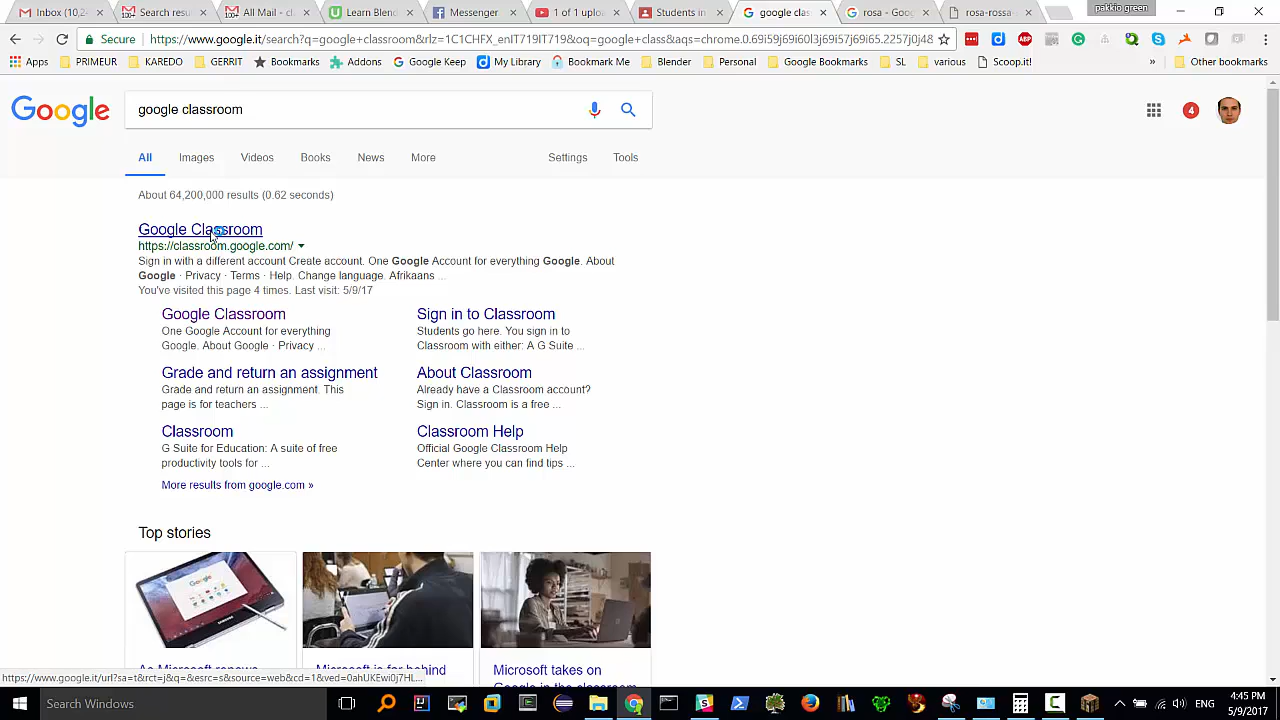 pakbio green
Inbox (10,24
Search resu
All Mail - cl
Learn Blend
Messenger
1 of 1 uplo
Students in
google clas
rosa - Goog
rosa-rossa-
Secure
https://www.google.it/search?q=google+classroom&rlz=1C1CHFX_enIT719IT719&oq=google+class&aqs=chrome.0.69i59j69i60l3j69i57j69i65.2257j0j48
Apps PRIMEUR KAREDO GERRIT Bookmarks Addons Google Keep My Library Bookmark Me Blender Personal Google Bookmarks SL various Scoop.it! » Other bookmarks
Google
google classroom
4
All Images Videos Books News More Settings Tools
About 64,200,000 results (0.62 seconds)
Google Classroom
https://classroom.google.com/
Sign in with a different account Create account. One Google Account for everything Google. About
Google · Privacy · Terms · Help. Change language. Afrikaans ...
You've visited this page 4 times. Last visit: 5/9/17
Google Classroom
One Google Account for everything
Google. About Google · Privacy ...
Sign in to Classroom
Students go here. You sign in to
Classroom with either: A G Suite ...
Grade and return an assignment
Grade and return an assignment. This
page is for teachers ...
About Classroom
Already have a Classroom account?
Sign in. Classroom is a free ...
Classroom
G Suite for Education: A suite of free
productivity tools for ...
Classroom Help
Official Google Classroom Help
Center where you can find tips ...
More results from google.com »
Top stories
As Microsoft renews
Microsoft is far behind
Microsoft takes on
Google in the classroom
https://www.google.it/url?sa=t&rct=j&q=&esrc=s&source=web&cd=1&ved=0ahUKEwi0j7HL...
Search Windows
ENG
4:45 PM
5/9/2017